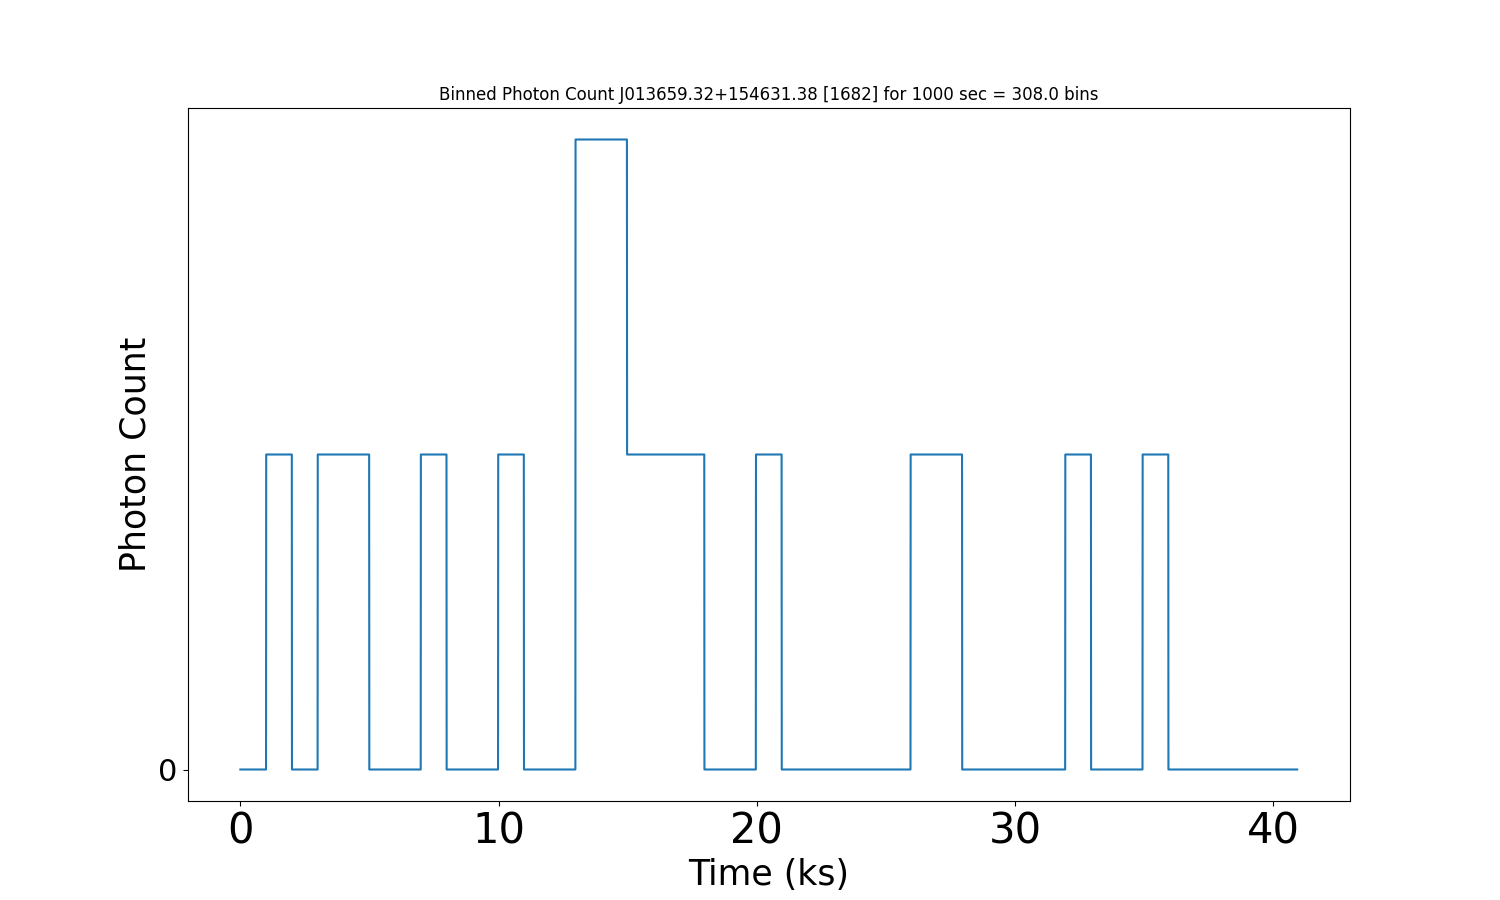 Binned Photon Count J013659.32+154631.38 [1682] for 1000 sec = 308.0 bins
Photon Count
0
0 10 20 30 40
Time (ks)